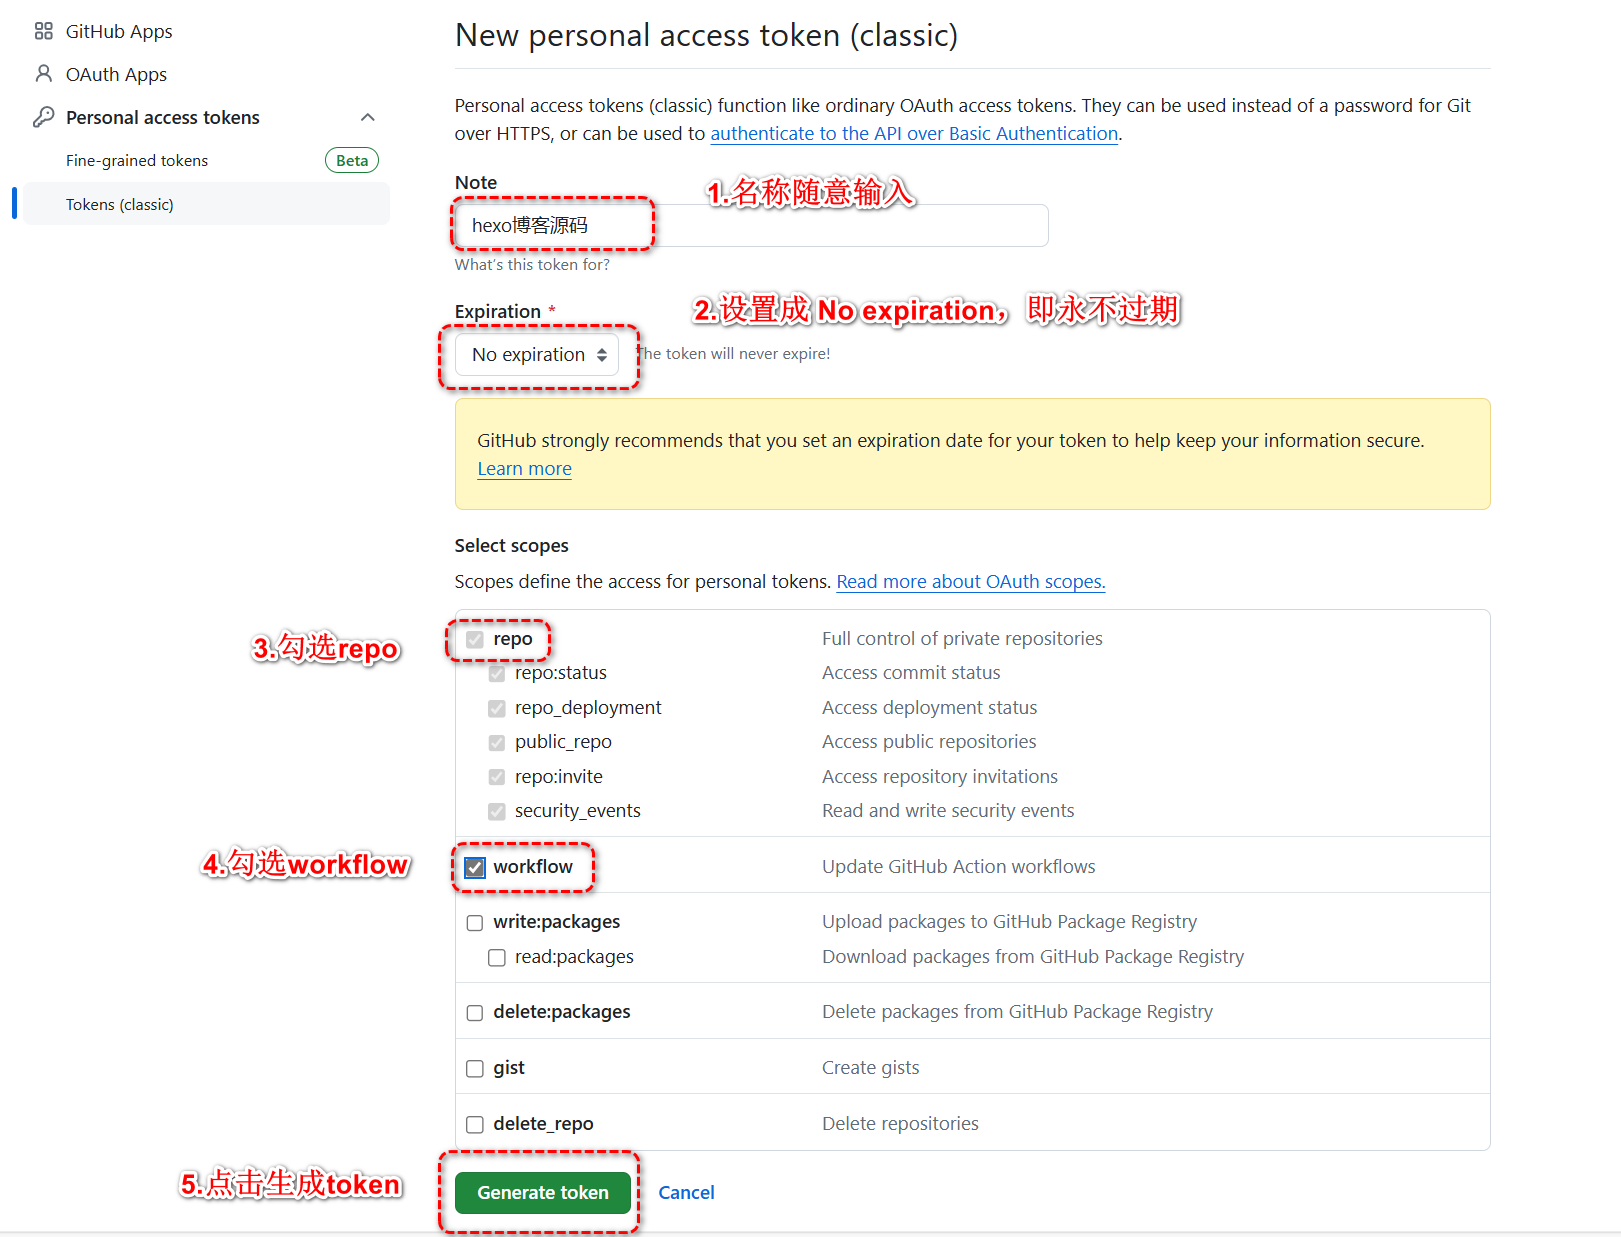 GitHub Apps
OAuth Apps
Personal access tokens
Fine-grained tokens
Beta
Tokens (classic)
New personal access token (classic)
Personal access tokens (classic) function like ordinary OAuth access tokens. They can be used instead of a password for Git
over HTTPS, or can be used to authenticate to the API over Basic Authentication.
Note
1.名称随意输入
hexo博客源码
What's this token for?
Expiration *
2.设置成 No expiration，即永不过期
No expiration
The token will never expire!
GitHub strongly recommends that you set an expiration date for your token to help keep your information secure.
Learn more
Select scopes
Scopes define the access for personal tokens. Read more about OAuth scopes.
3.勾选repo
repo
Full control of private repositories
repo:status
Access commit status
repo_deployment
Access deployment status
public_repo
Access public repositories
repo:invite
Access repository invitations
security_events
Read and write security events
4.勾选workflow
workflow
Update GitHub Action workflows
write:packages
Upload packages to GitHub Package Registry
read:packages
Download packages from GitHub Package Registry
delete:packages
Delete packages from GitHub Package Registry
gist
Create gists
delete_repo
Delete repositories
5.点击生成token
Generate token
Cancel